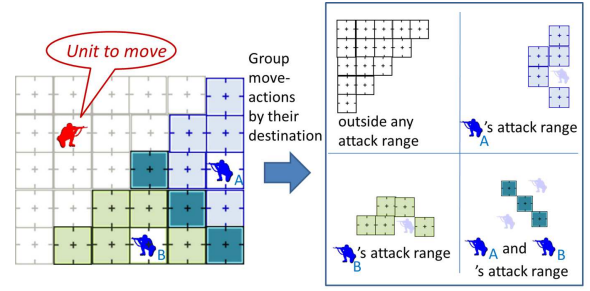 Unit to move
A
B
Group
move-
actions
by their
destination
outside any
attack range
A 's attack range
B 's attack range
A and B
's attack range